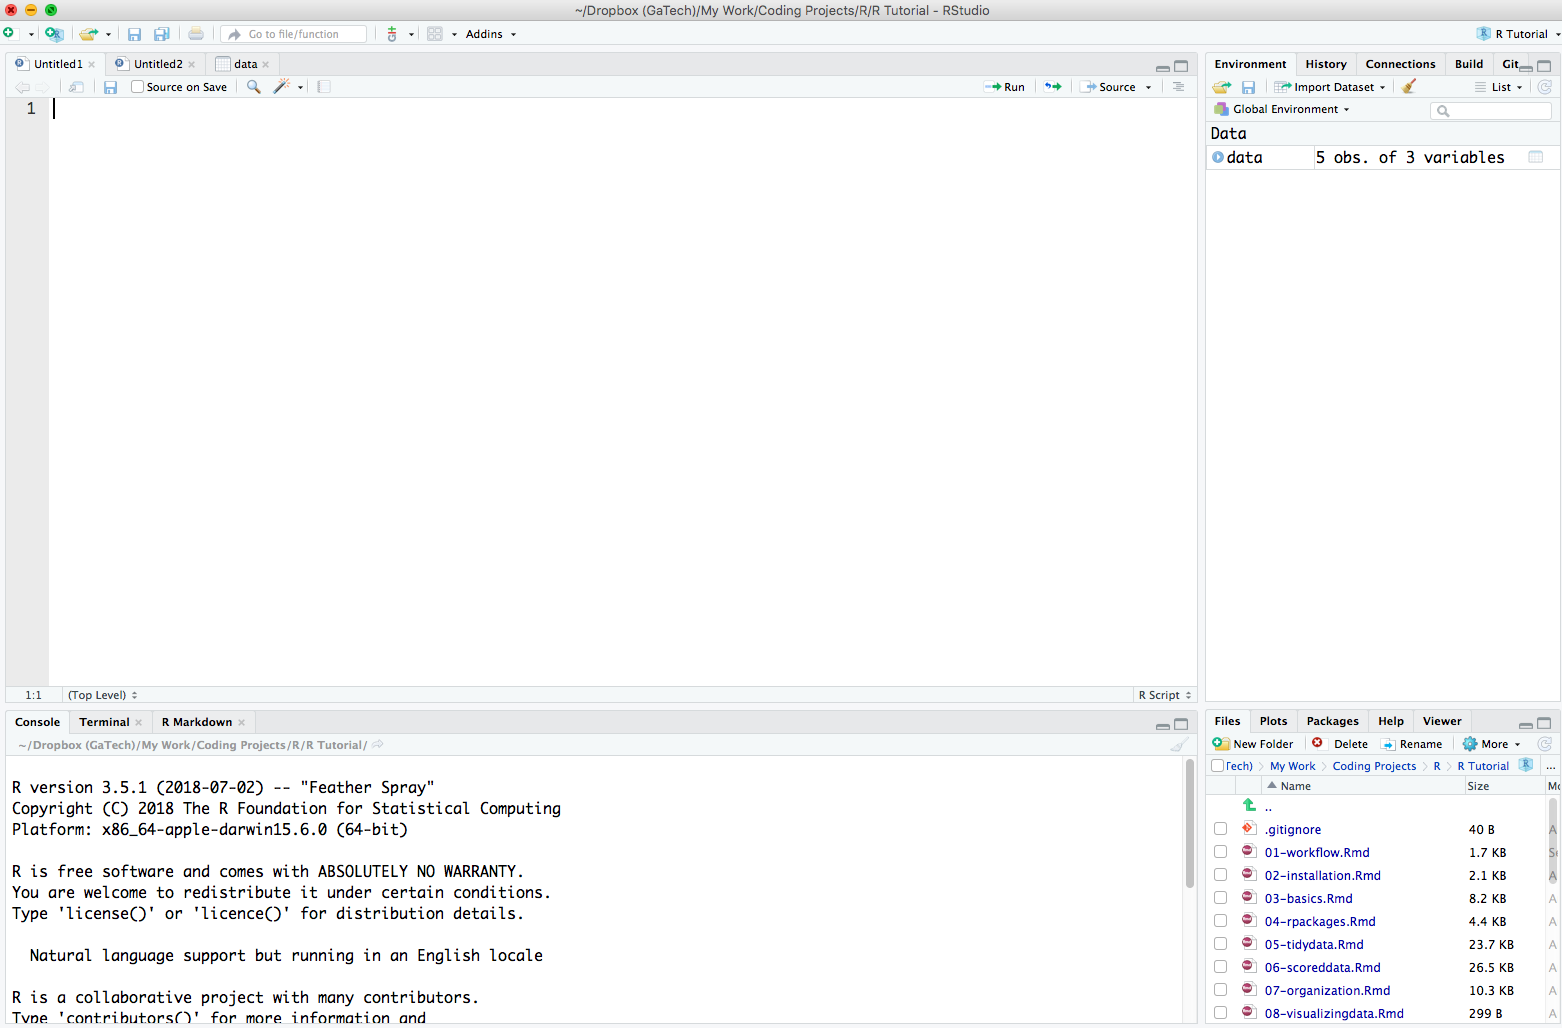 ~/Dropbox (GaTech)/My Work/Coding Projects/R/R Tutorial - RStudio
Go to file/function
Addins
R Tutorial
Untitled1
Untitled2
data
Source on Save
Run
Source
1
1:1
(Top Level)
R Script
Environment
History
Connections
Build
Git
Import Dataset
List
Global Environment
Data
data
5 obs. of 3 variables
Console
Terminal
R Markdown
~/Dropbox (GaTech)/My Work/Coding Projects/R/R Tutorial/
R version 3.5.1 (2018-07-02) -- "Feather Spray"
Copyright (C) 2018 The R Foundation for Statistical Computing
Platform: x86_64-apple-darwin15.6.0 (64-bit)
R is free software and comes with ABSOLUTELY NO WARRANTY.
You are welcome to redistribute it under certain conditions.
Type 'license()' or 'licence()' for distribution details.
Natural language support but running in an English locale
R is a collaborative project with many contributors.
Type 'contributors()' for more information and
Files
Plots
Packages
Help
Viewer
New Folder
Delete
Rename
More
Tech) My Work Coding Projects R R Tutorial ...
Name Size
..
.gitignore 40 B
01-workflow.Rmd 1.7 KB
02-installation.Rmd 2.1 KB
03-basics.Rmd 8.2 KB
04-rpackages.Rmd 4.4 KB
05-tidydata.Rmd 23.7 KB
06-scoreddata.Rmd 26.5 KB
07-organization.Rmd 10.3 KB
08-visualizingdata.Rmd 299 B